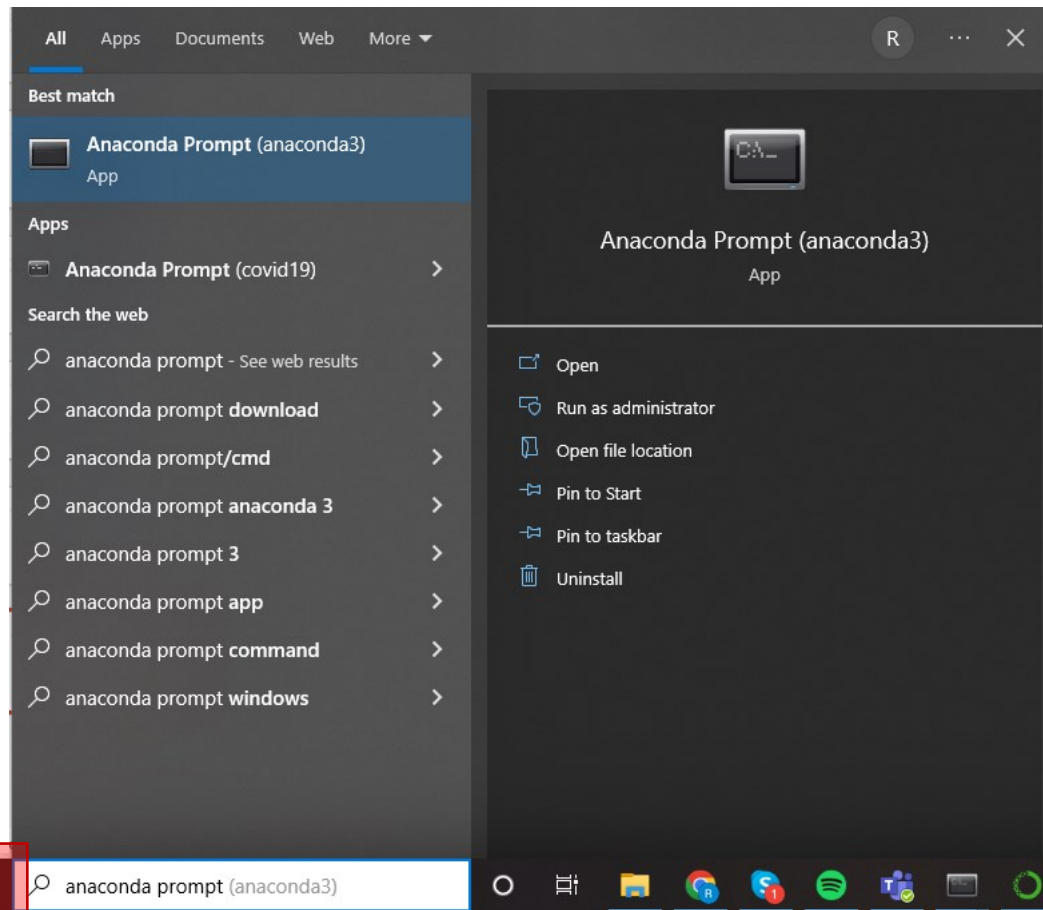 All Apps Documents Web More R ...
Best match
Anaconda Prompt (anaconda3)
App
Apps
Anaconda Prompt (covid19)
Search the web
anaconda prompt - See web results
anaconda prompt download
anaconda prompt/cmd
anaconda prompt anaconda 3
anaconda prompt 3
anaconda prompt app
anaconda prompt command
anaconda prompt windows
C:\_
Anaconda Prompt (anaconda3)
App
Open
Run as administrator
Open file location
Pin to Start
Pin to taskbar
Uninstall
anaconda prompt (anaconda3)
R
S
1
T